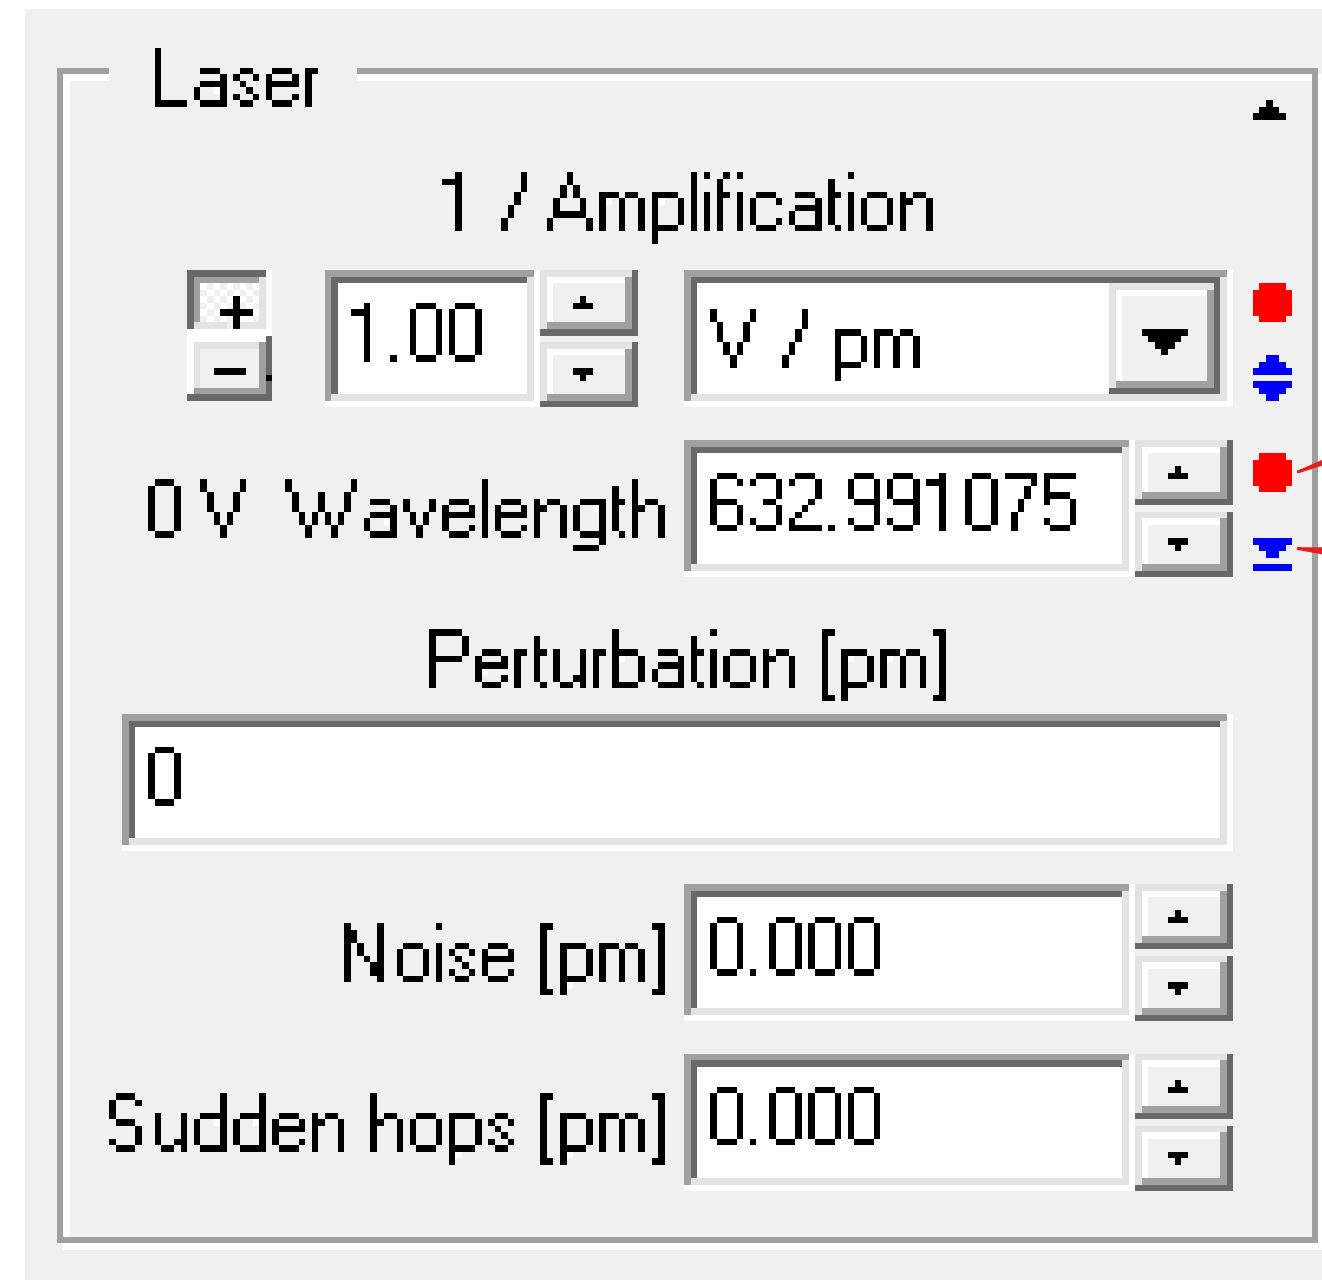 Laser
1 / Amplification
+
1.00 V / pm
−
0 V Wavelength 632.991075
Perturbation [pm]
0
Noise [pm] 0.000
Sudden hops [pm] 0.000